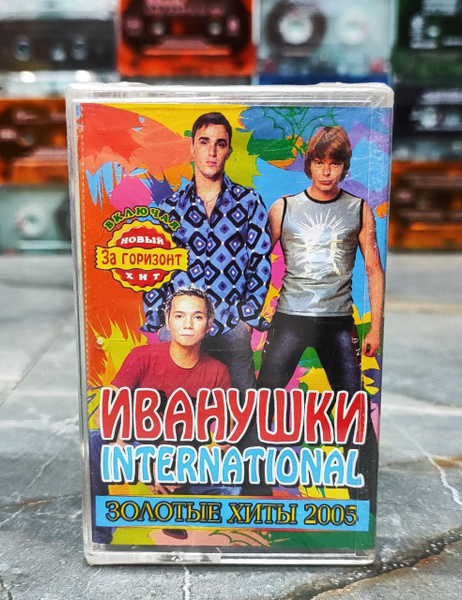 ВКЛЮЧАЯ
НОВЫЙ
За горизонт
ХИТ
ИВАНУШКИ
INTERNATIONAL
ЗОЛОТЫЕ ХИТЫ 2005